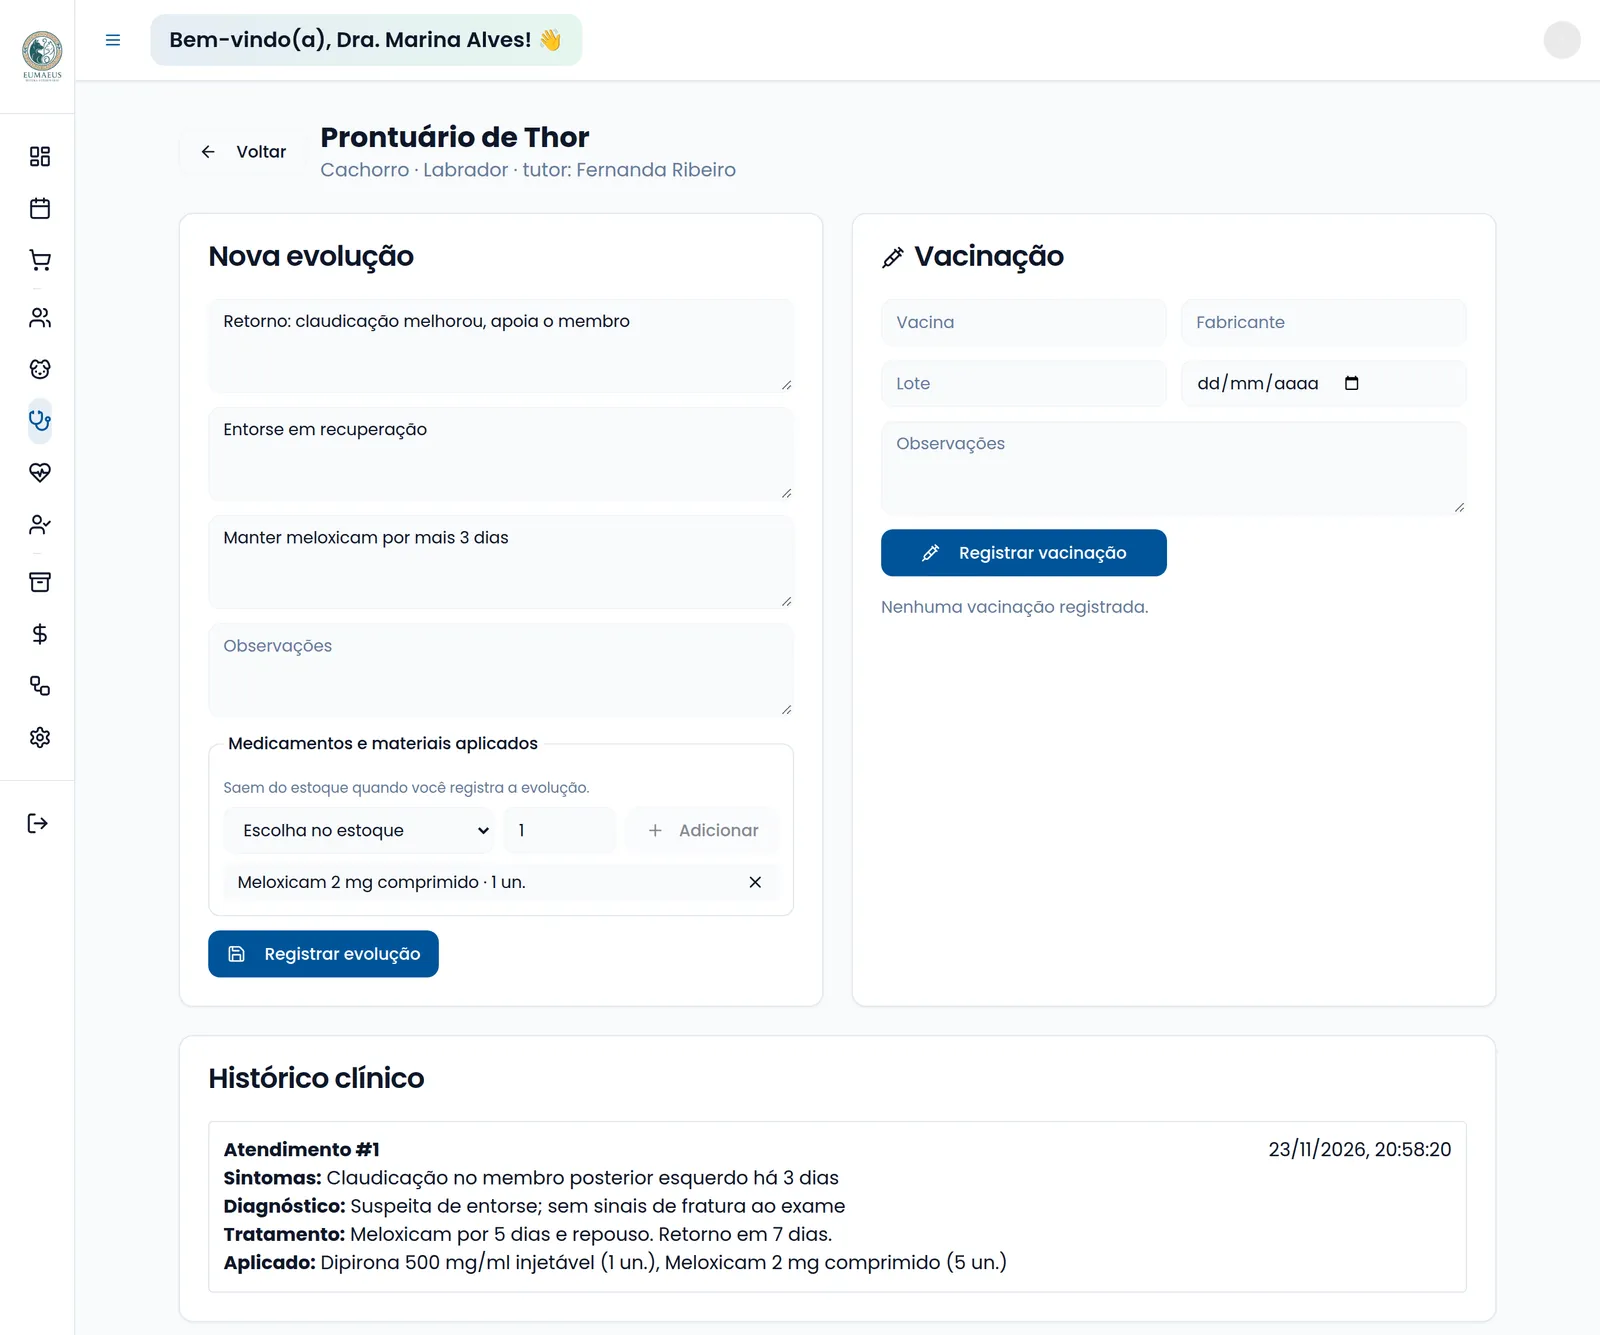 EUMAEUS
Bem-vindo(a), Dra. Marina Alves! 👋
Voltar
Prontuário de Thor
Cachorro · Labrador · tutor: Fernanda Ribeiro
Nova evolução
Retorno: claudicação melhorou, apoia o membro
Entorse em recuperação
Manter meloxicam por mais 3 dias
Observações
Medicamentos e materiais aplicados
Saem do estoque quando você registra a evolução.
Escolha no estoque
1
Adicionar
Meloxicam 2 mg comprimido · 1 un.
Registrar evolução
Vacinação
Vacina
Fabricante
Lote
dd/mm/aaaa
Observações
Registrar vacinação
Nenhuma vacinação registrada.
Histórico clínico
Atendimento #1
23/11/2026, 20:58:20
Sintomas: Claudicação no membro posterior esquerdo há 3 dias
Diagnóstico: Suspeita de entorse; sem sinais de fratura ao exame
Tratamento: Meloxicam por 5 dias e repouso. Retorno em 7 dias.
Aplicado: Dipirona 500 mg/ml injetável (1 un.), Meloxicam 2 mg comprimido (5 un.)